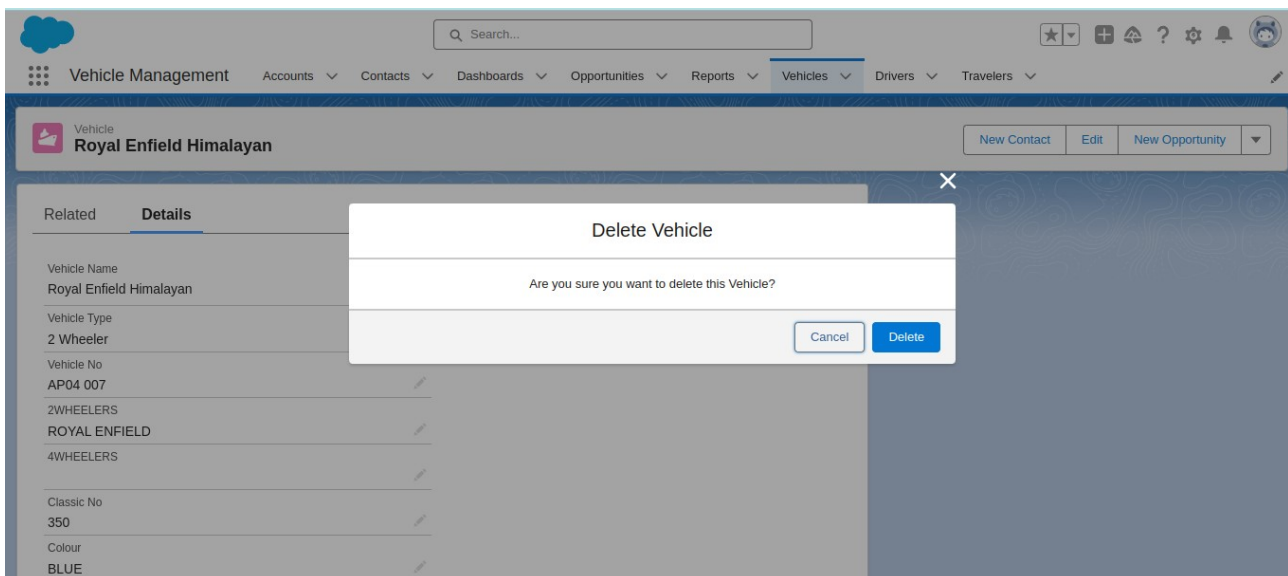 Search...
Vehicle Management Accounts Contacts Dashboards Opportunities Reports Vehicles Drivers Travelers
Vehicle
Royal Enfield Himalayan
New Contact Edit New Opportunity
Related Details
Delete Vehicle
Are you sure you want to delete this Vehicle?
Cancel Delete
Vehicle Name
Royal Enfield Himalayan
Vehicle Type
2 Wheeler
Vehicle No
AP04 007
2WHEELERS
ROYAL ENFIELD
4WHEELERS
Classic No
350
Colour
BLUE